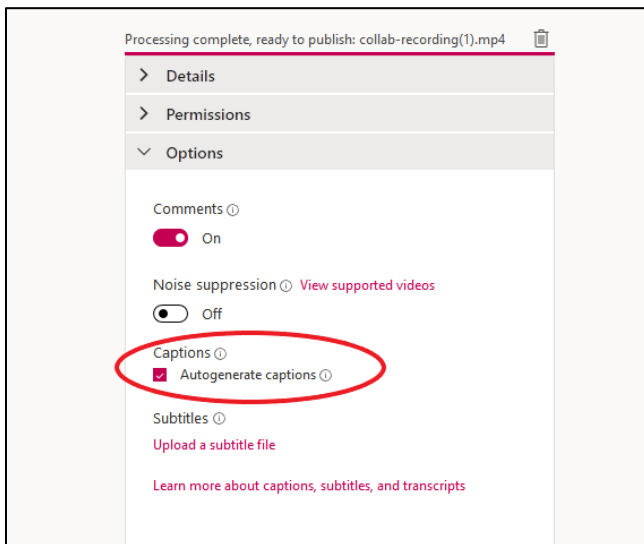 Processing complete, ready to publish: collab-recording(1).mp4
Details
Permissions
Options
Comments
On
Noise suppression View supported videos
Off
Captions
Autogenerate captions
Subtitles
Upload a subtitle file
Learn more about captions, subtitles, and transcripts